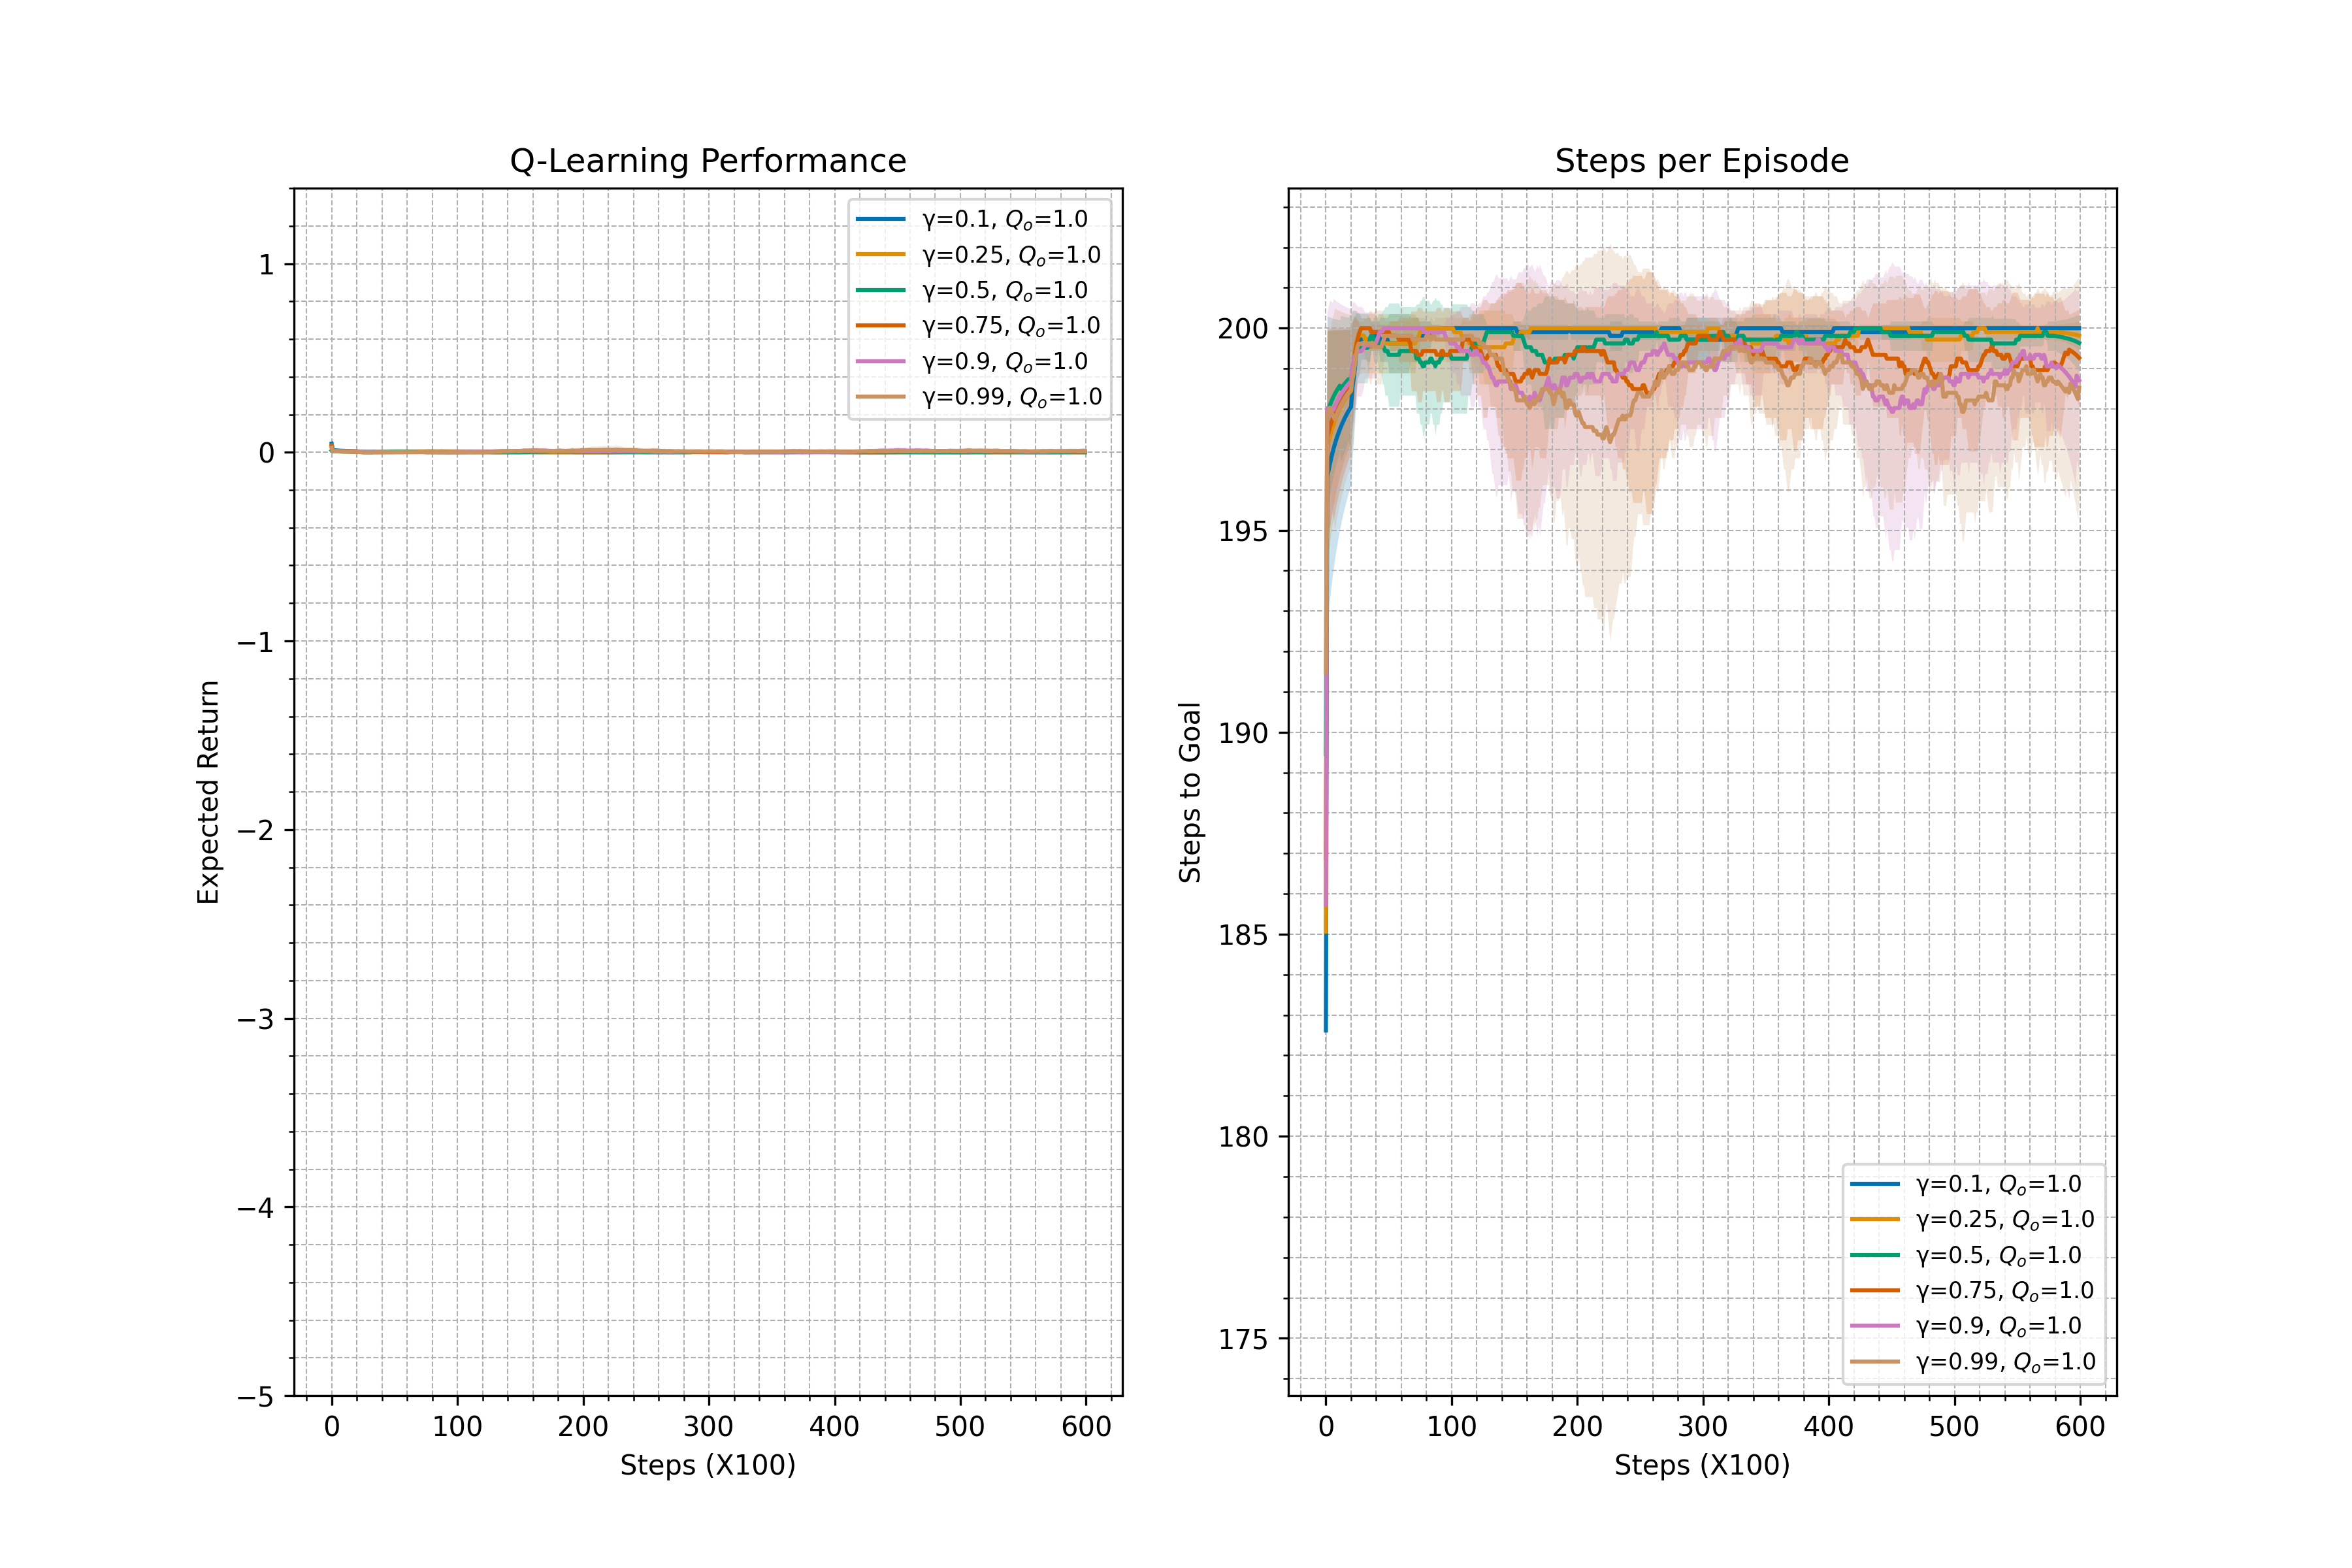 Q-Learning Performance
Expected Return
1
0
−1
−2
−3
−4
−5
γ=0.1, Qo=1.0
γ=0.25, Qo=1.0
γ=0.5, Qo=1.0
γ=0.75, Qo=1.0
γ=0.9, Qo=1.0
γ=0.99, Qo=1.0
0 100 200 300 400 500 600
Steps (X100)
Steps per Episode
Steps to Goal
200
195
190
185
180
175
γ=0.1, Qo=1.0
γ=0.25, Qo=1.0
γ=0.5, Qo=1.0
γ=0.75, Qo=1.0
γ=0.9, Qo=1.0
γ=0.99, Qo=1.0
0 100 200 300 400 500 600
Steps (X100)